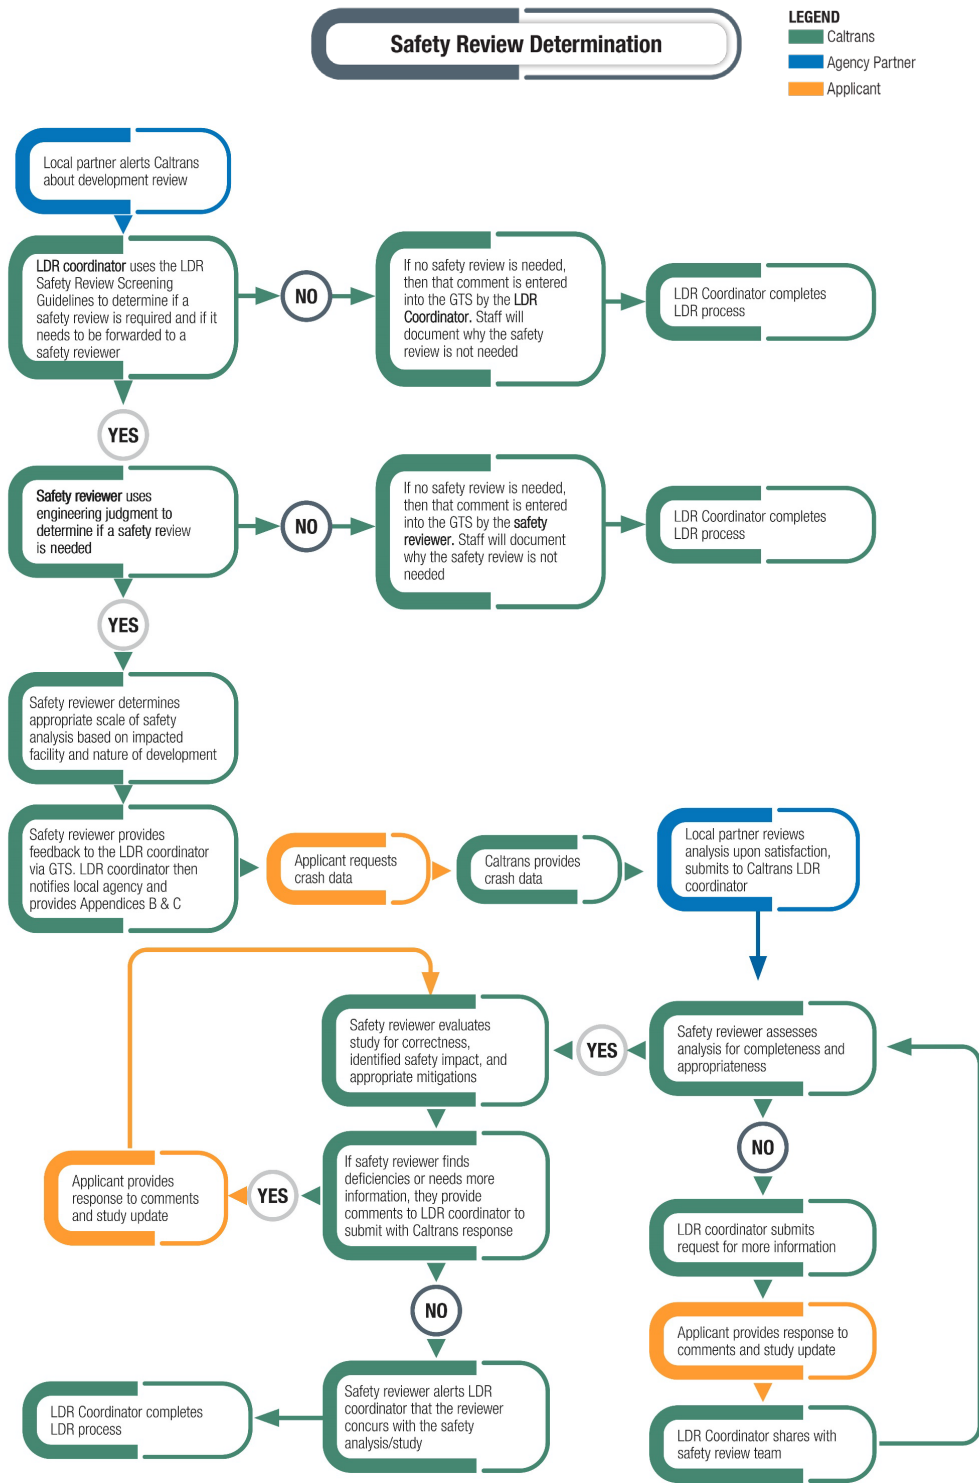 Safety Review Determination
LEGEND
Caltrans
Agency Partner
Applicant
Local partner alerts Caltrans
about development review
LDR coordinator uses the LDR
Safety Review Screening
Guidelines to determine if a
safety review is required and if it
needs to be forwarded to a
safety reviewer
NO
If no safety review is needed,
then that comment is entered
into the GTS by the LDR
Coordinator. Staff will
document why the safety
review is not needed
LDR Coordinator completes
LDR process
YES
Safety reviewer uses
engineering judgment to
determine if a safety review
is needed
NO
If no safety review is needed,
then that comment is entered
into the GTS by the safety
reviewer. Staff will document
why the safety review is not
needed
LDR Coordinator completes
LDR process
YES
Safety reviewer determines
appropriate scale of safety
analysis based on impacted
facility and nature of development
Safety reviewer provides
feedback to the LDR coordinator
via GTS. LDR coordinator then
notifies local agency and
provides Appendices B & C
Applicant requests
crash data
Caltrans provides
crash data
Local partner reviews
analysis upon satisfaction,
submits to Caltrans LDR
coordinator
Safety reviewer assesses
analysis for completeness and
appropriateness
YES
Safety reviewer evaluates
study for correctness,
identified safety impact, and
appropriate mitigations
NO
If safety reviewer finds
deficiencies or needs more
information, they provide
comments to LDR coordinator to
submit with Caltrans response
YES
Applicant provides
response to comments
and study update
LDR coordinator submits
request for more information
NO
Applicant provides response to
comments and study update
Safety reviewer alerts LDR
coordinator that the reviewer
concurs with the safety
analysis/study
LDR Coordinator completes
LDR process
LDR Coordinator shares with
safety review team